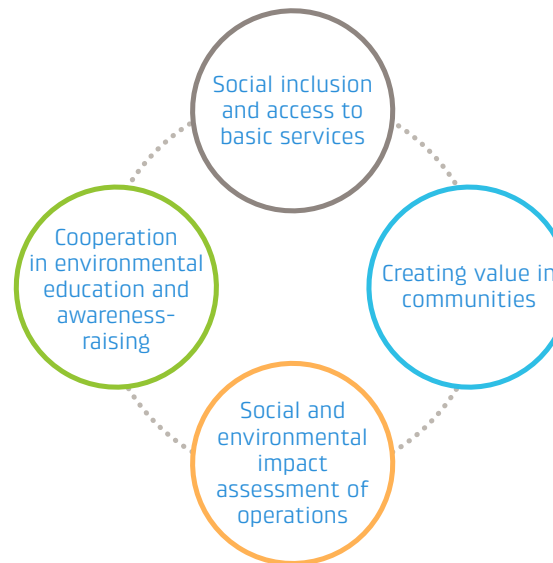 Social inclusion
and access to
basic services
Cooperation
in environmental
education and
awareness-
raising
Creating value in
communities
Social and
environmental
impact
assessment of
operations